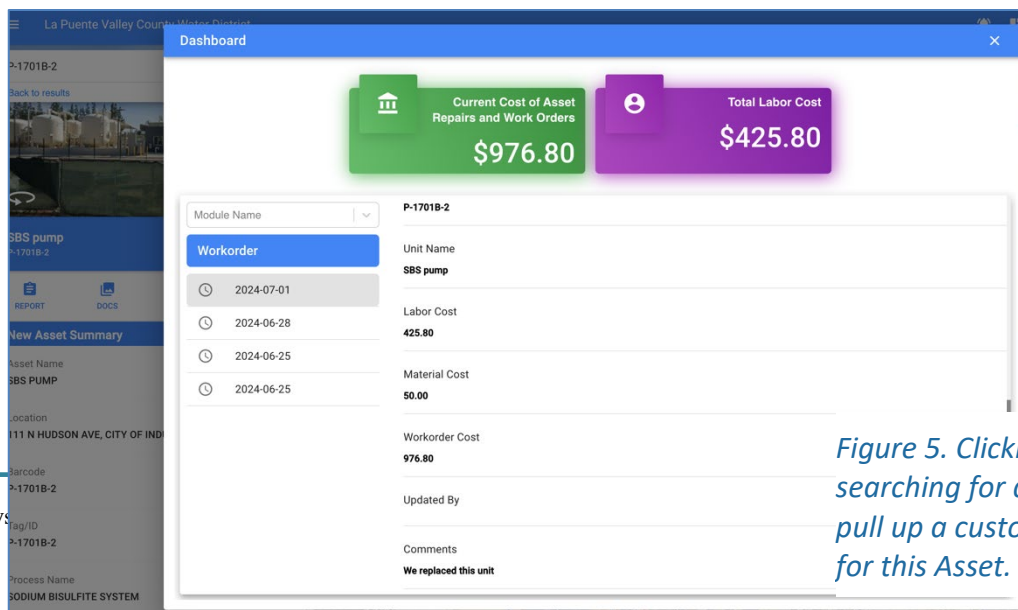 La Puente Valley County Water District
P-1701B-2
Back to results
SBS pump
P-1701B-2
REPORT
DOCS
New Asset Summary
Asset Name
SBS PUMP
Location
111 N HUDSON AVE, CITY OF
Barcode
P-1701B-2
Tag/ID
P-1701B-2
Process Name
SODIUM BISULFITE SYSTEM
Dashboard
Current Cost of Asset
Repairs and Work Orders
$976.80
Total Labor Cost
$425.80
Module Name
Workorder
2024-07-01
2024-06-28
2024-06-25
2024-06-25
P-1701B-2
Unit Name
SBS pump
Labor Cost
425.80
Material Cost
50.00
Workorder Cost
976.80
Updated By
Comments
We replaced this unit
Figure 5.
searching for
pull up a
for this Asset.